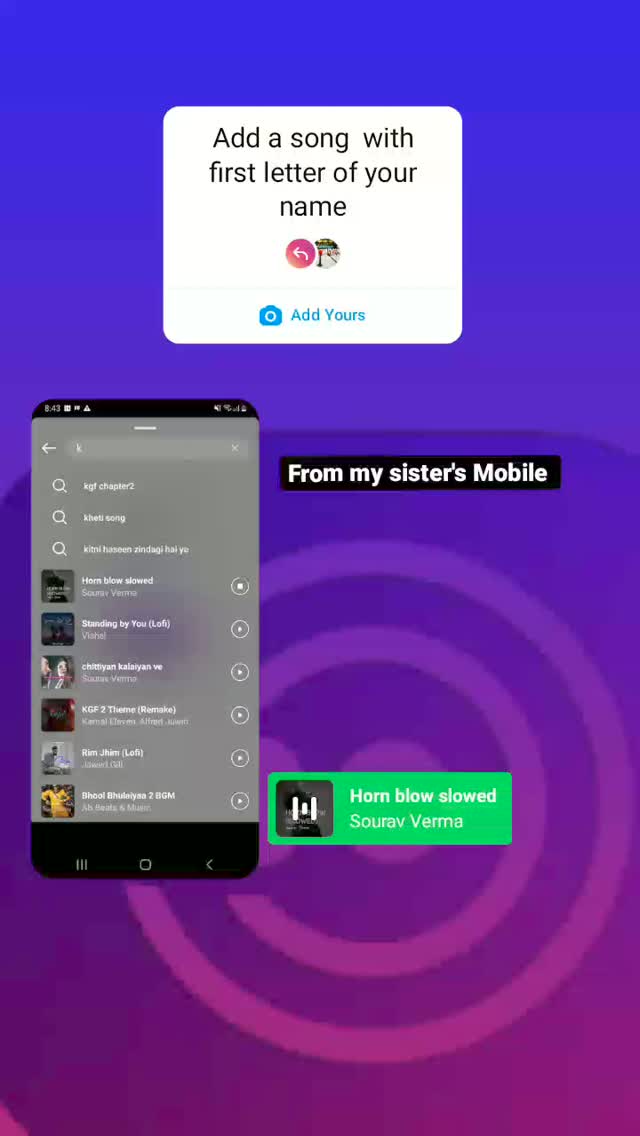 Add a song with
first letter of your
name
Add Yours
8:43
k
kgf chapter2
kheti song
kitni haseen zindagi hai ye
Horn blow slowed
Sourav Verma
Standing by You (Lofi)
Vishal
chittiyan kalaiyan ve
Sourav Verma
KGF 2 Theme (Remake)
Kamal Eleven, Alfred
Rim Jhim (Lofi)
Jawed Gill
Bhool Bhulaiyaa 2 BGM
Ab Beats & Music
From my sister's Mobile
Horn blow slowed
Sourav Verma